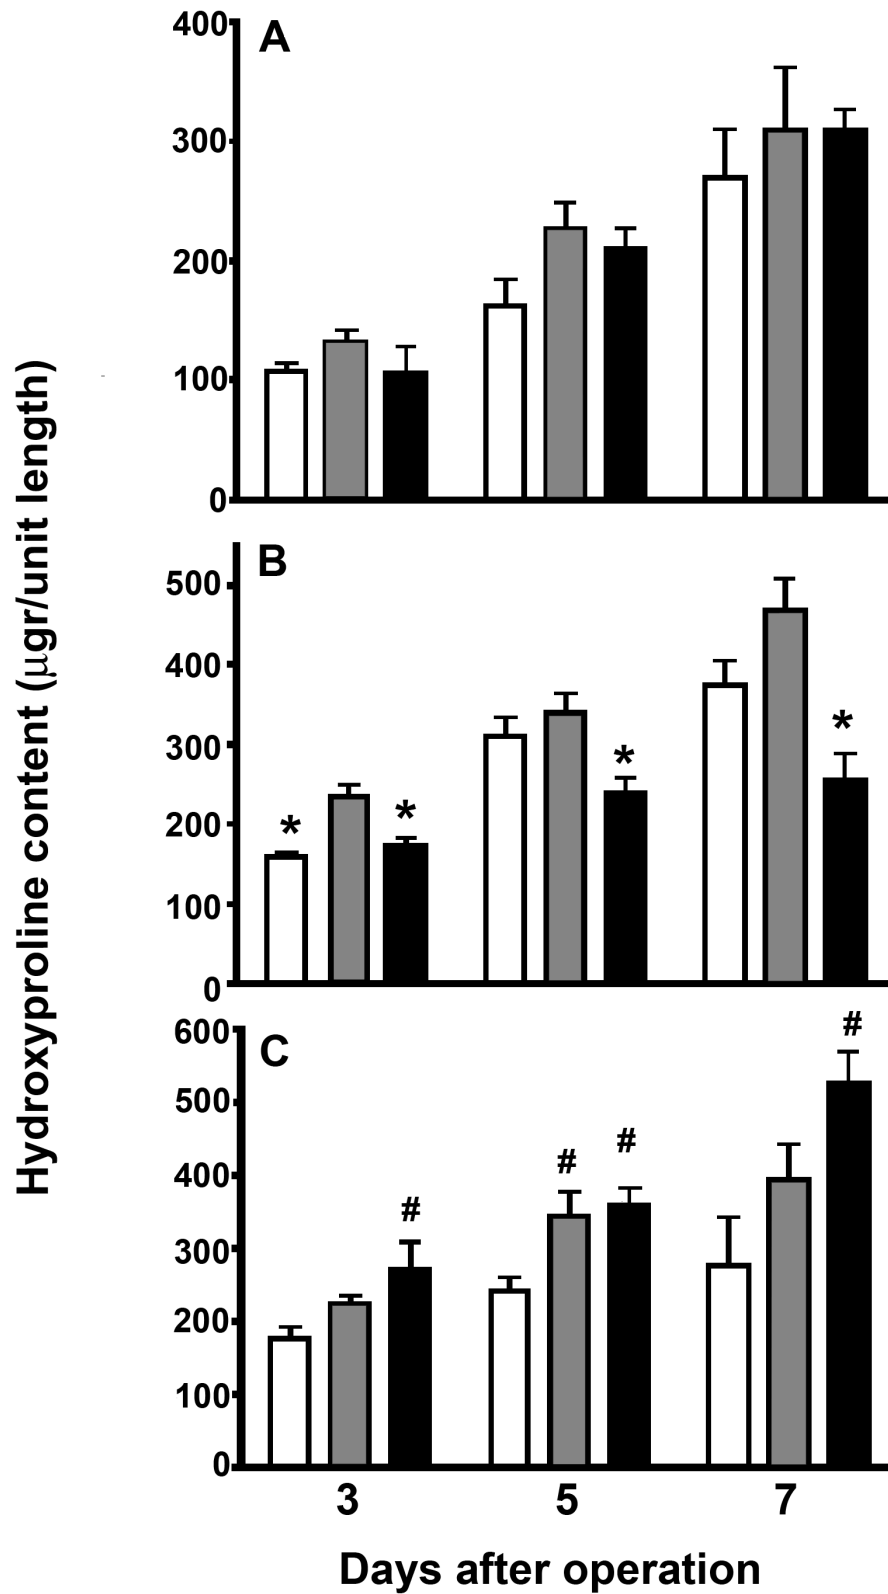 Hydroxyproline content (μgr/unit length)
A
400
300
200
100
0
B
500
400
300
200
100
0
* * * *
C
600
500
400
300
200
100
0
# # # #
3 5 7
Days after operation